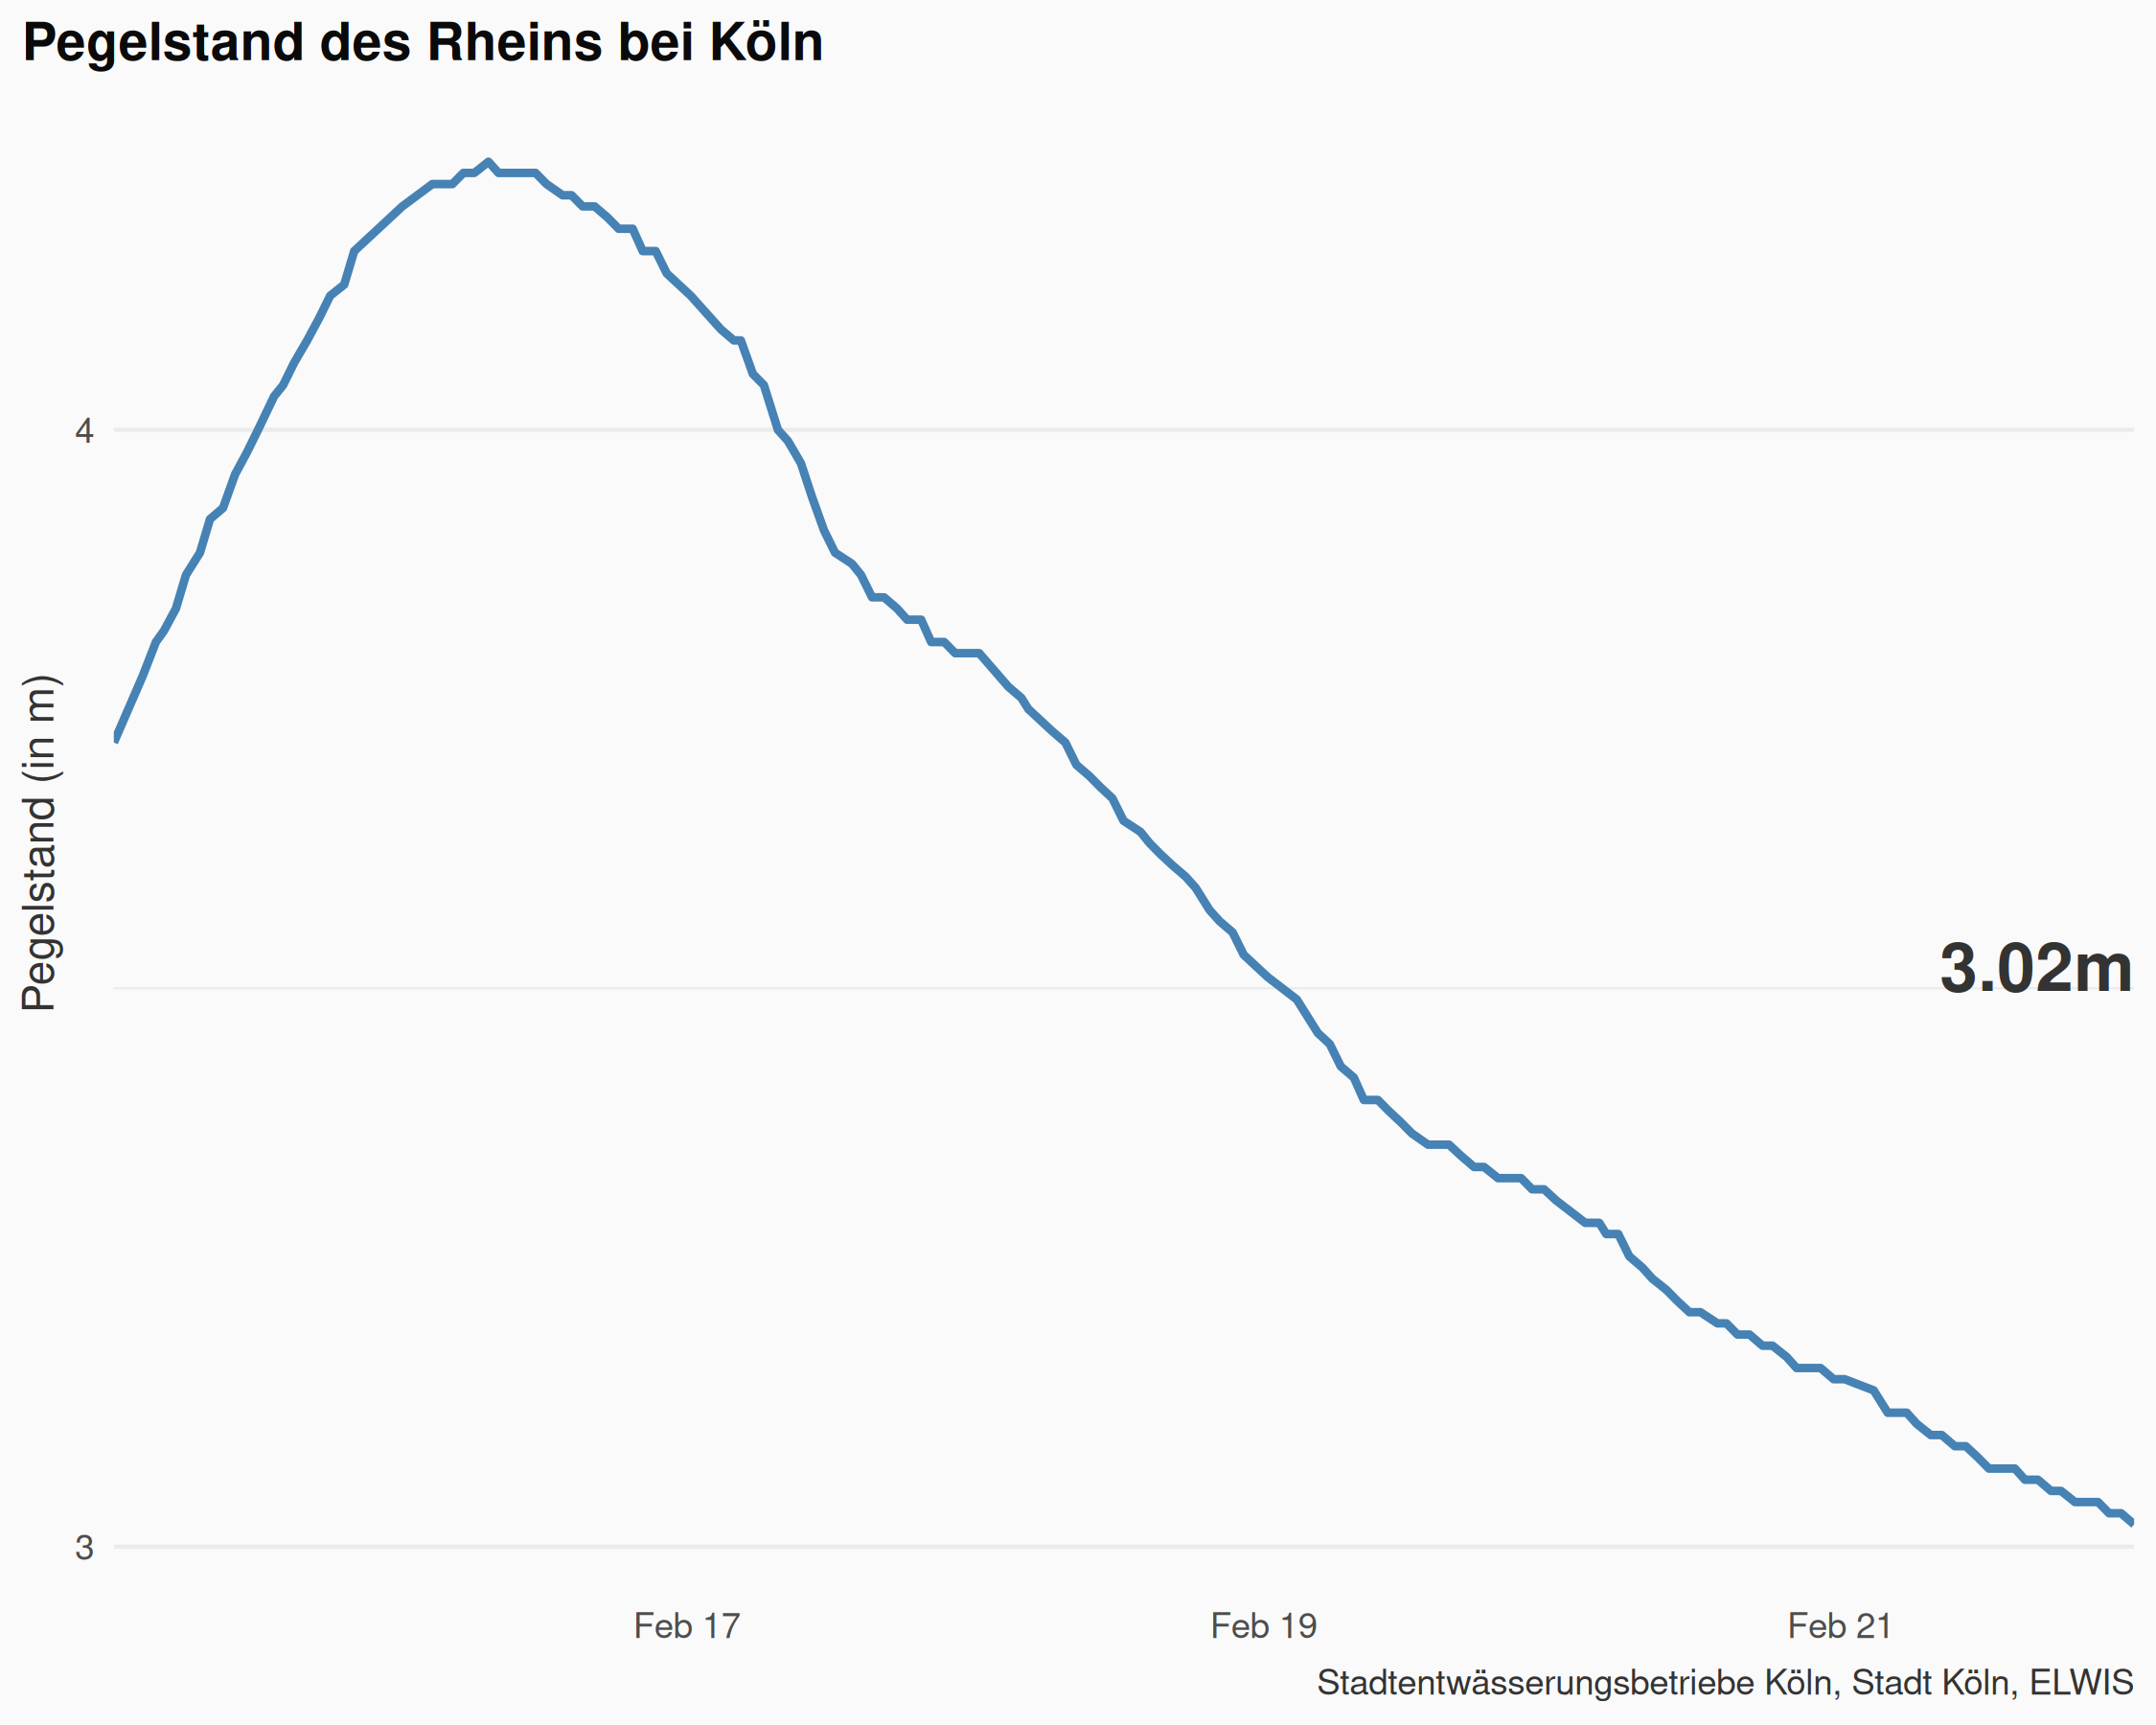 Pegelstand des Rheins bei Köln
Pegelstand (in m)
4
3.02m
3
Feb 17
Feb 19
Feb 21
Stadtentwässerungsbetriebe Köln, Stadt Köln, ELWIS